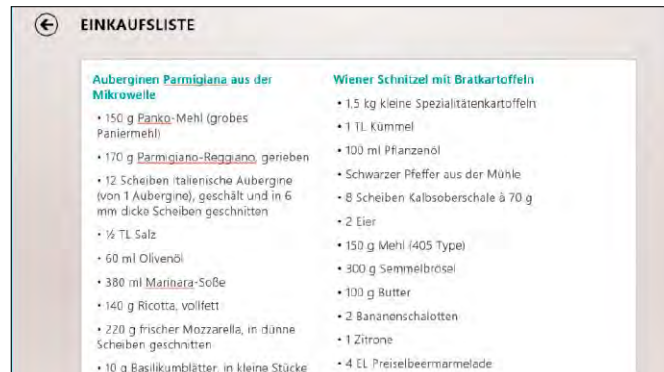 EINKAUFSLISTE
Auberginen Parmigiana aus der
Mikrowelle
• 150 g Panko-Mehl (grobes
Paniermehl)
• 170 g Parmigiano-Reggiano, gerieben
• 12 Scheiben italienische Aubergine
(von 1 Aubergine), geschält und in 6
mm dicke Scheiben geschnitten
• ½ TL Salz
• 60 ml Olivenöl
• 380 ml Marinara-Soße
• 140 g Ricotta, vollfett
• 220 g frischer Mozzarella, in dünne
Scheiben geschnitten
• 10 g Basilikumblätter, in kleine Stücke
Wiener Schnitzel mit Bratkartoffeln
• 1,5 kg kleine Spezialitätenkartoffeln
• 1 TL Kümmel
• 100 ml Pflanzenöl
• Schwarzer Pfeffer aus der Mühle
• 8 Scheiben Kalbsoberschale à 70 g
• 2 Eier
• 150 g Mehl (405 Type)
• 300 g Semmelbrösel
• 100 g Butter
• 2 Bananenschalotten
• 1 Zitrone
• 4 EL Preiselbeermarmelade